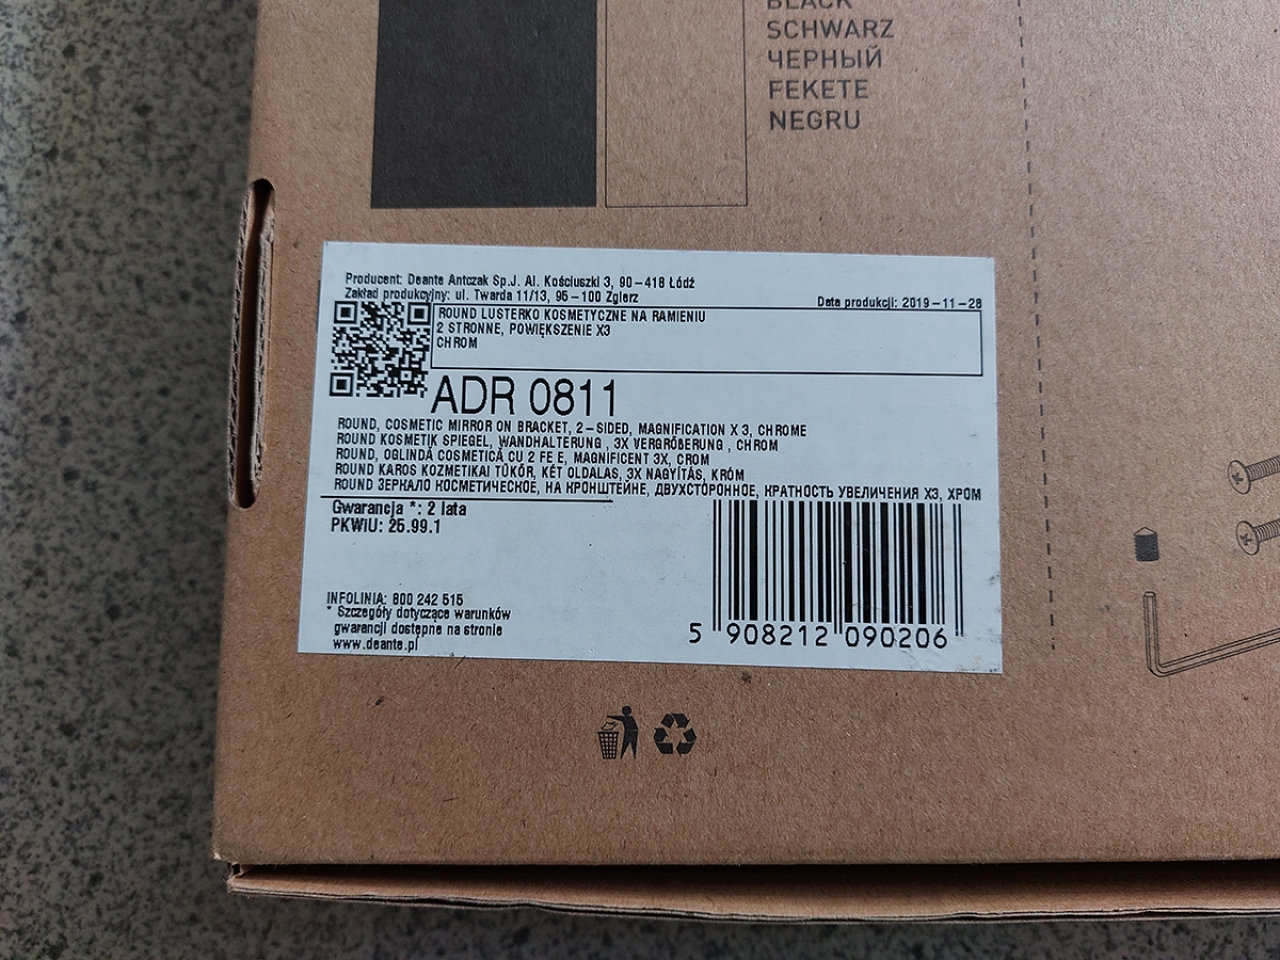 BLACK
SCHWARZ
ЧЕРНЫЙ
FEKETE
NEGRU
Producent: Deante Antczak Sp.J. Al. Kościuszki 3, 90-418 Łódź
Zakład produkcyjny: ul. Twarda 11/13, 95-100 Zgierz
Data produkcji: 2019-11-28
ROUND LUSTERKO KOSMETYCZNE NA RAMIENIU
2 STRONNE, POWIĘKSZENIE X3
CHROM
ADR 0811
ROUND, COSMETIC MIRROR ON BRACKET, 2-SIDED, MAGNIFICATION X 3, CHROME
ROUND KOSMETIK SPIEGEL, WANDHALTERUNG , 3X VERGRÖßERUNG , CHROM
ROUND, OGLINDĂ COSMETICĂ CU 2 FE E, MAGNIFICENT 3X, CROM
ROUND KAROS KOZMETIKAI TÜKÖR, KÉT OLDALAS, 3X NAGYÍTÁS, KRÓM
ROUND ЗЕРКАЛО КОСМЕТИЧЕСКОЕ, НА КРОНШТЕЙНЕ, ДВУХСТОРОННЕЕ, КРАТНОСТЬ УВЕЛИЧЕНИЯ X3, ХРОМ
Gwarancja *: 2 lata
PKWiU: 25.99.1
INFOLINIA: 800 242 515
* Szczegóły dotyczące warunków
gwarancji dostępne na stronie
www.deante.pl
5 908212 090206